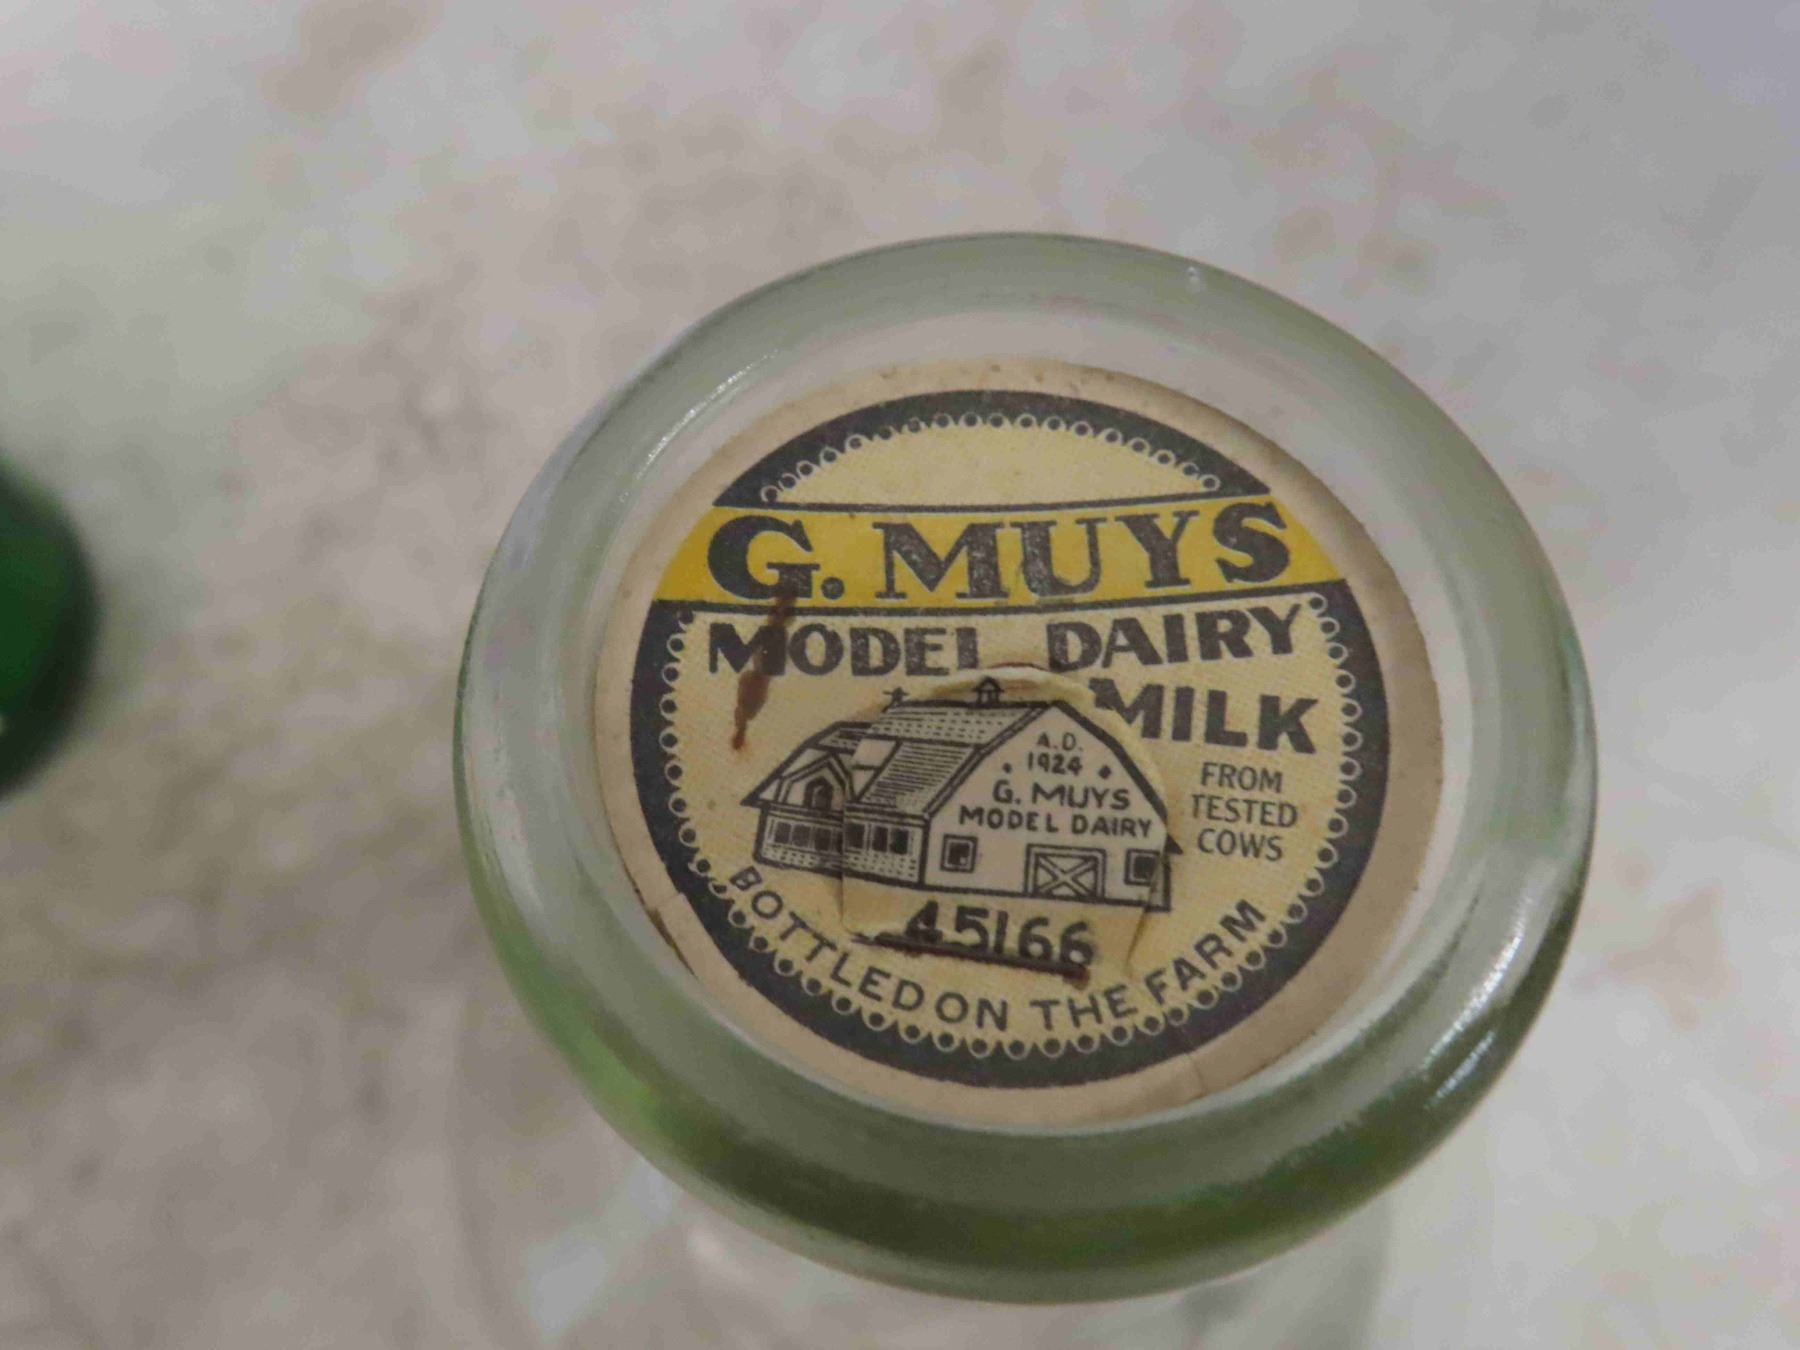 G. MUYS
MODEL DAIRY
MILK
FROM
TESTED
COWS
A.D.
1924
G. MUYS
MODEL DAIRY
45166
BOTTLED ON THE FARM